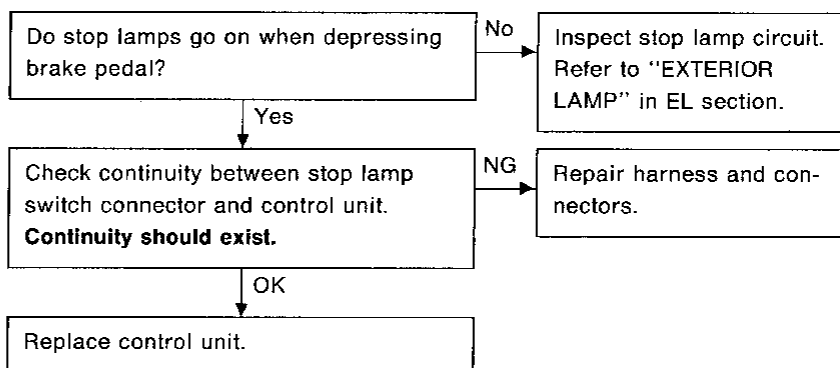 Do stop lamps go on when depressing
brake pedal?
No
Inspect stop lamp circuit.
Refer to "EXTERIOR
LAMP" in EL section.
Yes
Check continuity between stop lamp
switch connector and control unit.
Continuity should exist.
NG
Repair harness and con-
nectors.
OK
Replace control unit.